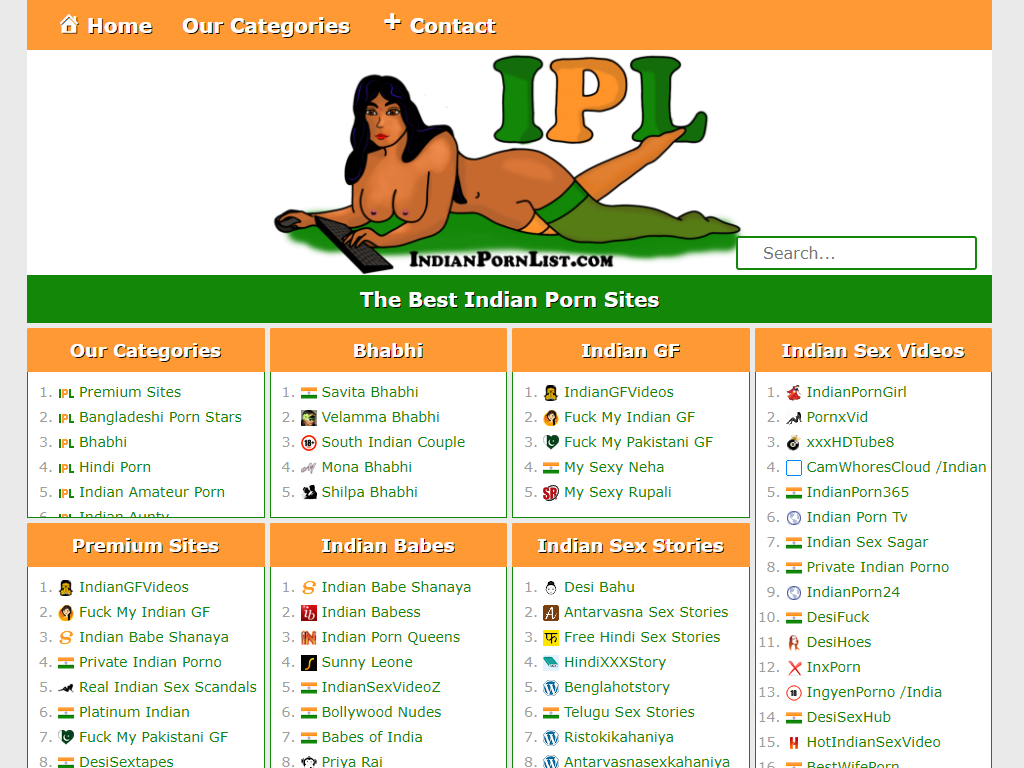 Home Our Categories + Contact
IPL
IndianPornList.com
Search...
The Best Indian Porn Sites
Our Categories
1. IPL Premium Sites
2. IPL Bangladeshi Porn Stars
3. IPL Bhabhi
4. IPL Hindi Porn
5. IPL Indian Amateur Porn
6. IPL Indian Aunty
Bhabhi
1. Savita Bhabhi
2. Velamma Bhabhi
3. 18+ South Indian Couple
4. Mona Bhabhi
5. Shilpa Bhabhi
Indian GF
1. IndianGFVideos
2. Fuck My Indian GF
3. Fuck My Pakistani GF
4. My Sexy Neha
5. SR My Sexy Rupali
Indian Sex Videos
1. IndianPornGirl
2. PornxVid
3. xxxHDTube8
4. CamWhoresCloud /Indian
5. IndianPorn365
6. Indian Porn Tv
7. Indian Sex Sagar
8. Private Indian Porno
9. IndianPorn24
10. DesiFuck
11. DesiHoes
12. InxPorn
13. 18 IngyenPorno /India
14. DesiSexHub
15. H HotIndianSexVideo
16. BestWifePorn
Premium Sites
1. IndianGFVideos
2. Fuck My Indian GF
3. S Indian Babe Shanaya
4. Private Indian Porno
5. Real Indian Sex Scandals
6. Platinum Indian
7. Fuck My Pakistani GF
8. DesiSextapes
Indian Babes
1. S Indian Babe Shanaya
2. ib Indian Babess
3. Indian Porn Queens
4. Sunny Leone
5. IndianSexVideoZ
6. Bollywood Nudes
7. Babes of India
8. Priya Rai
Indian Sex Stories
1. Desi Bahu
2. A Antarvasna Sex Stories
3. Free Hindi Sex Stories
4. HindiXXXStory
5. Benglahotstory
6. Telugu Sex Stories
7. Ristokikahaniya
8. Antarvasnasexkahaniya